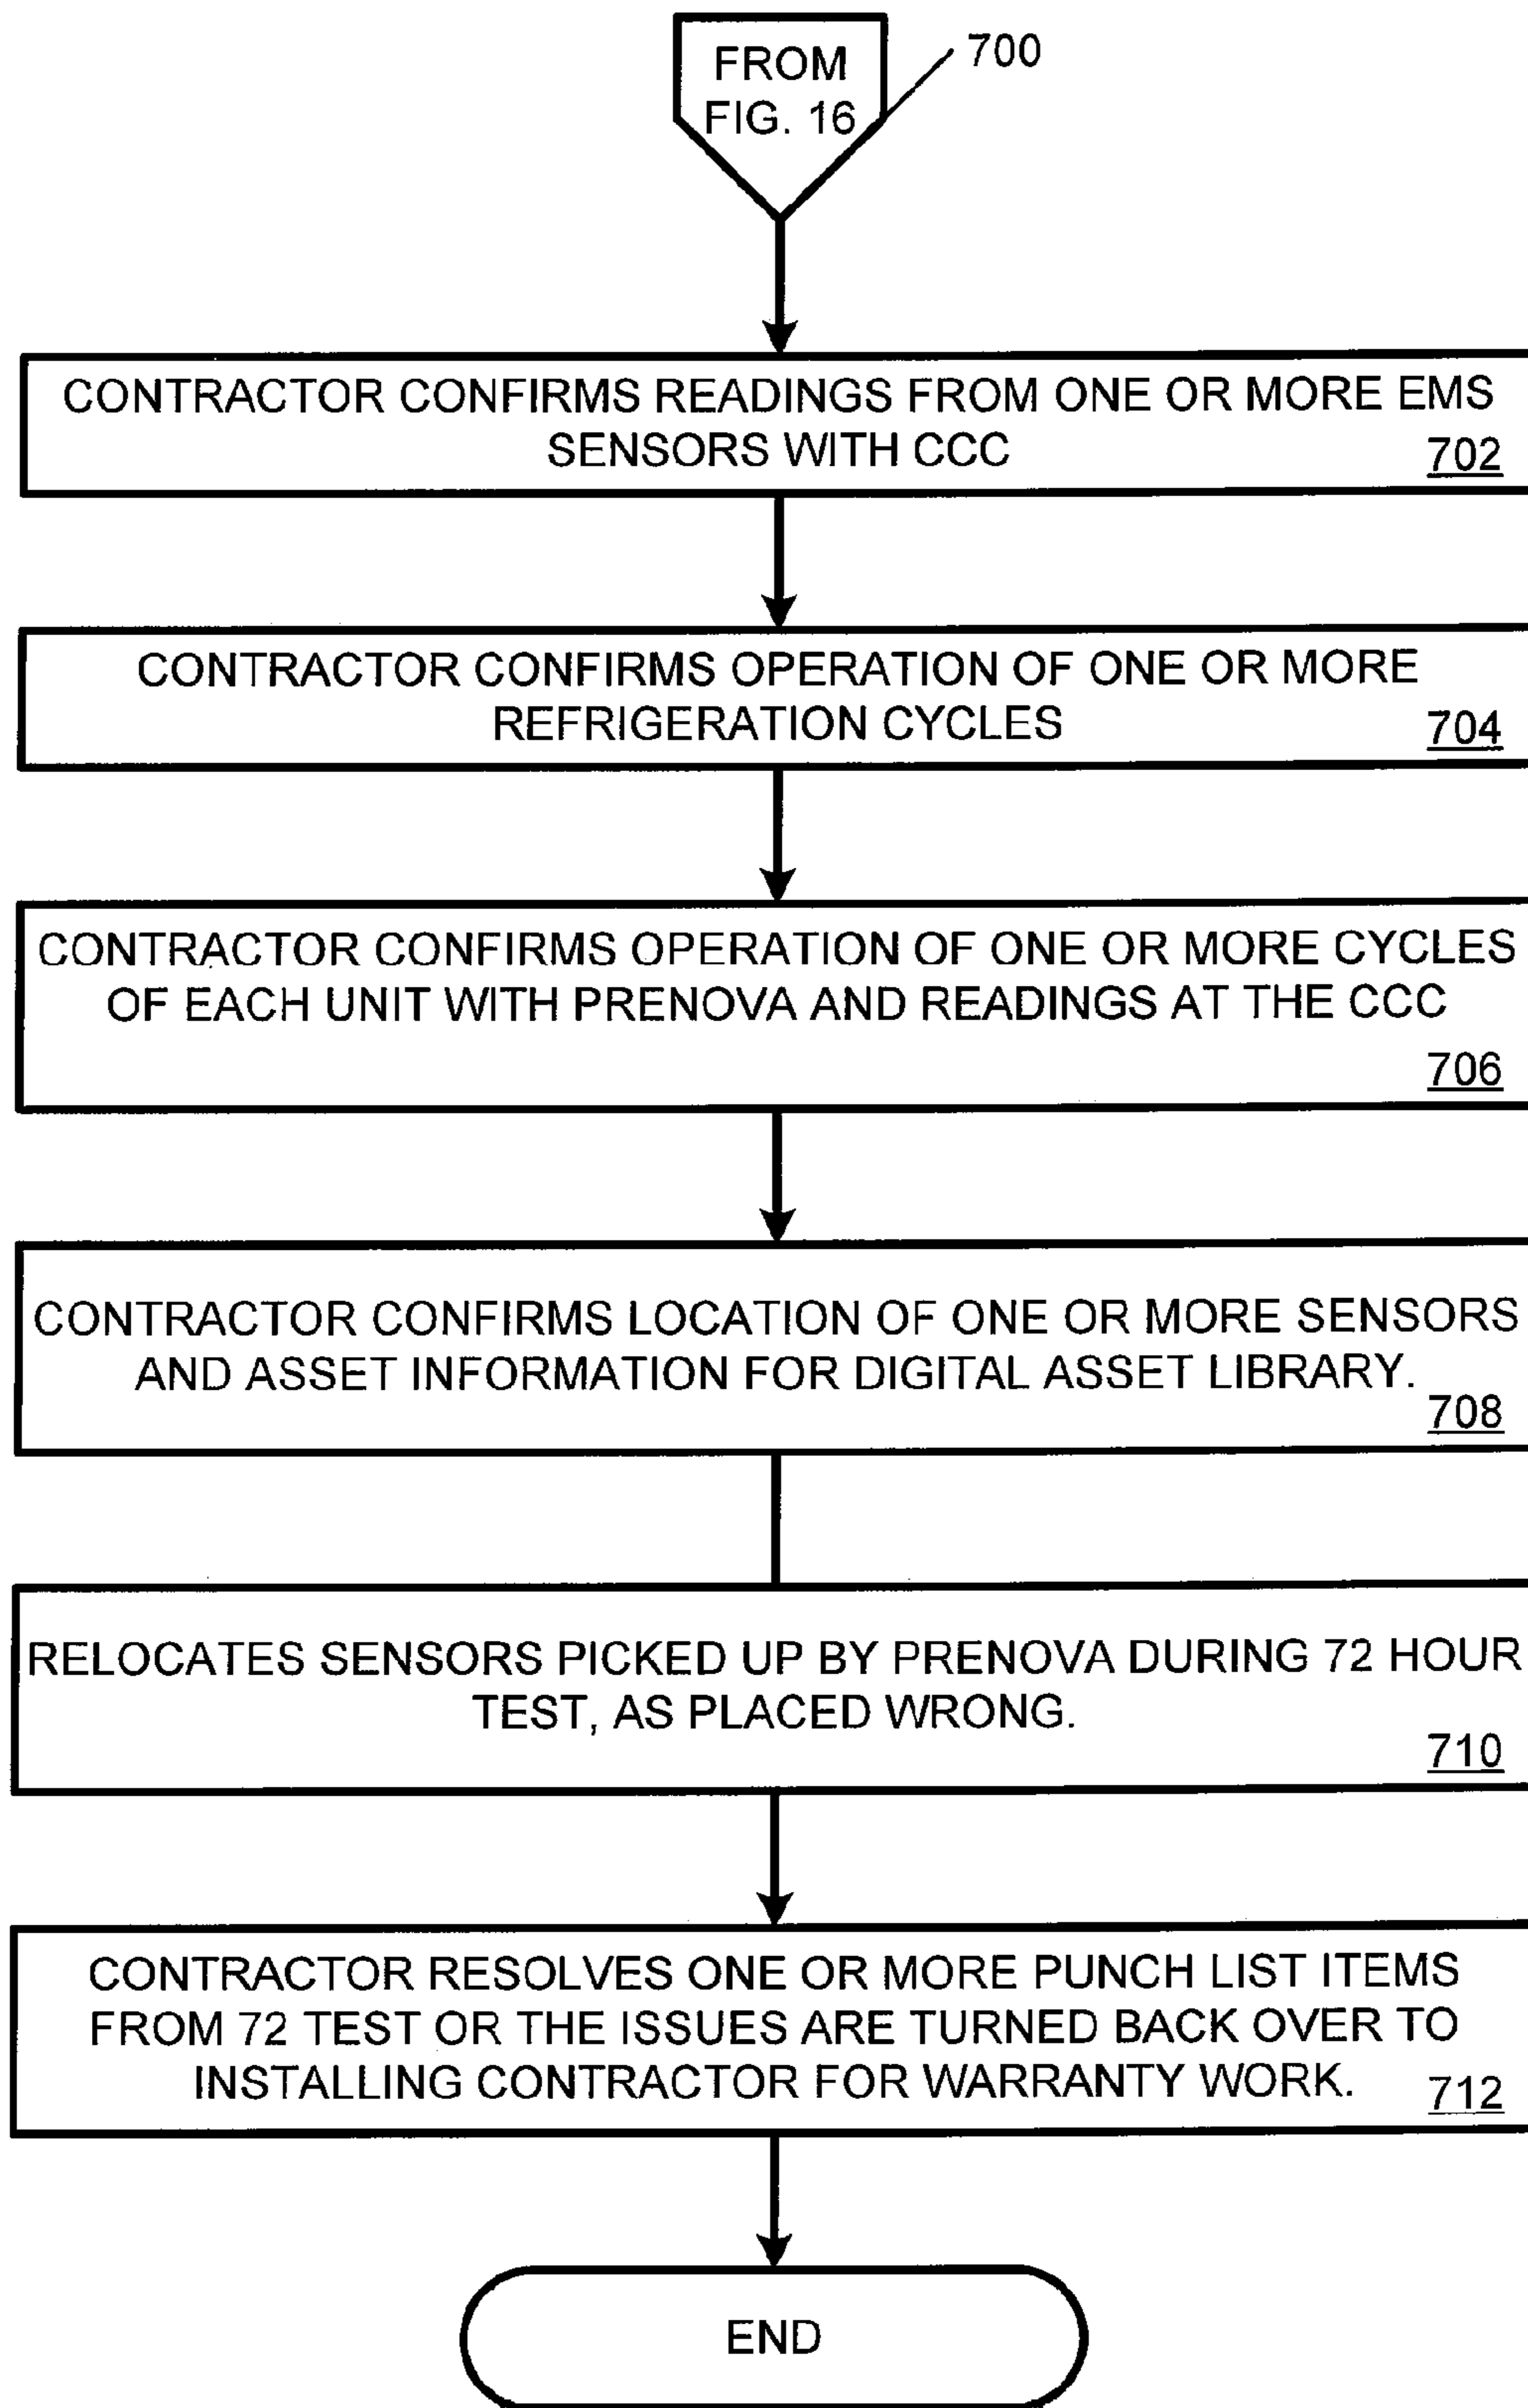 FROM
FIG. 16
700
CONTRACTOR CONFIRMS READINGS FROM ONE OR MORE EMS
SENSORS WITH CCC
702
CONTRACTOR CONFIRMS OPERATION OF ONE OR MORE
REFRIGERATION CYCLES
704
CONTRACTOR CONFIRMS OPERATION OF ONE OR MORE CYCLES
OF EACH UNIT WITH PRENOVA AND READINGS AT THE CCC
706
CONTRACTOR CONFIRMS LOCATION OF ONE OR MORE SENSORS
AND ASSET INFORMATION FOR DIGITAL ASSET LIBRARY.
708
RELOCATES SENSORS PICKED UP BY PRENOVA DURING 72 HOUR
TEST, AS PLACED WRONG.
710
CONTRACTOR RESOLVES ONE OR MORE PUNCH LIST ITEMS
FROM 72 TEST OR THE ISSUES ARE TURNED BACK OVER TO
INSTALLING CONTRACTOR FOR WARRANTY WORK.
712
END